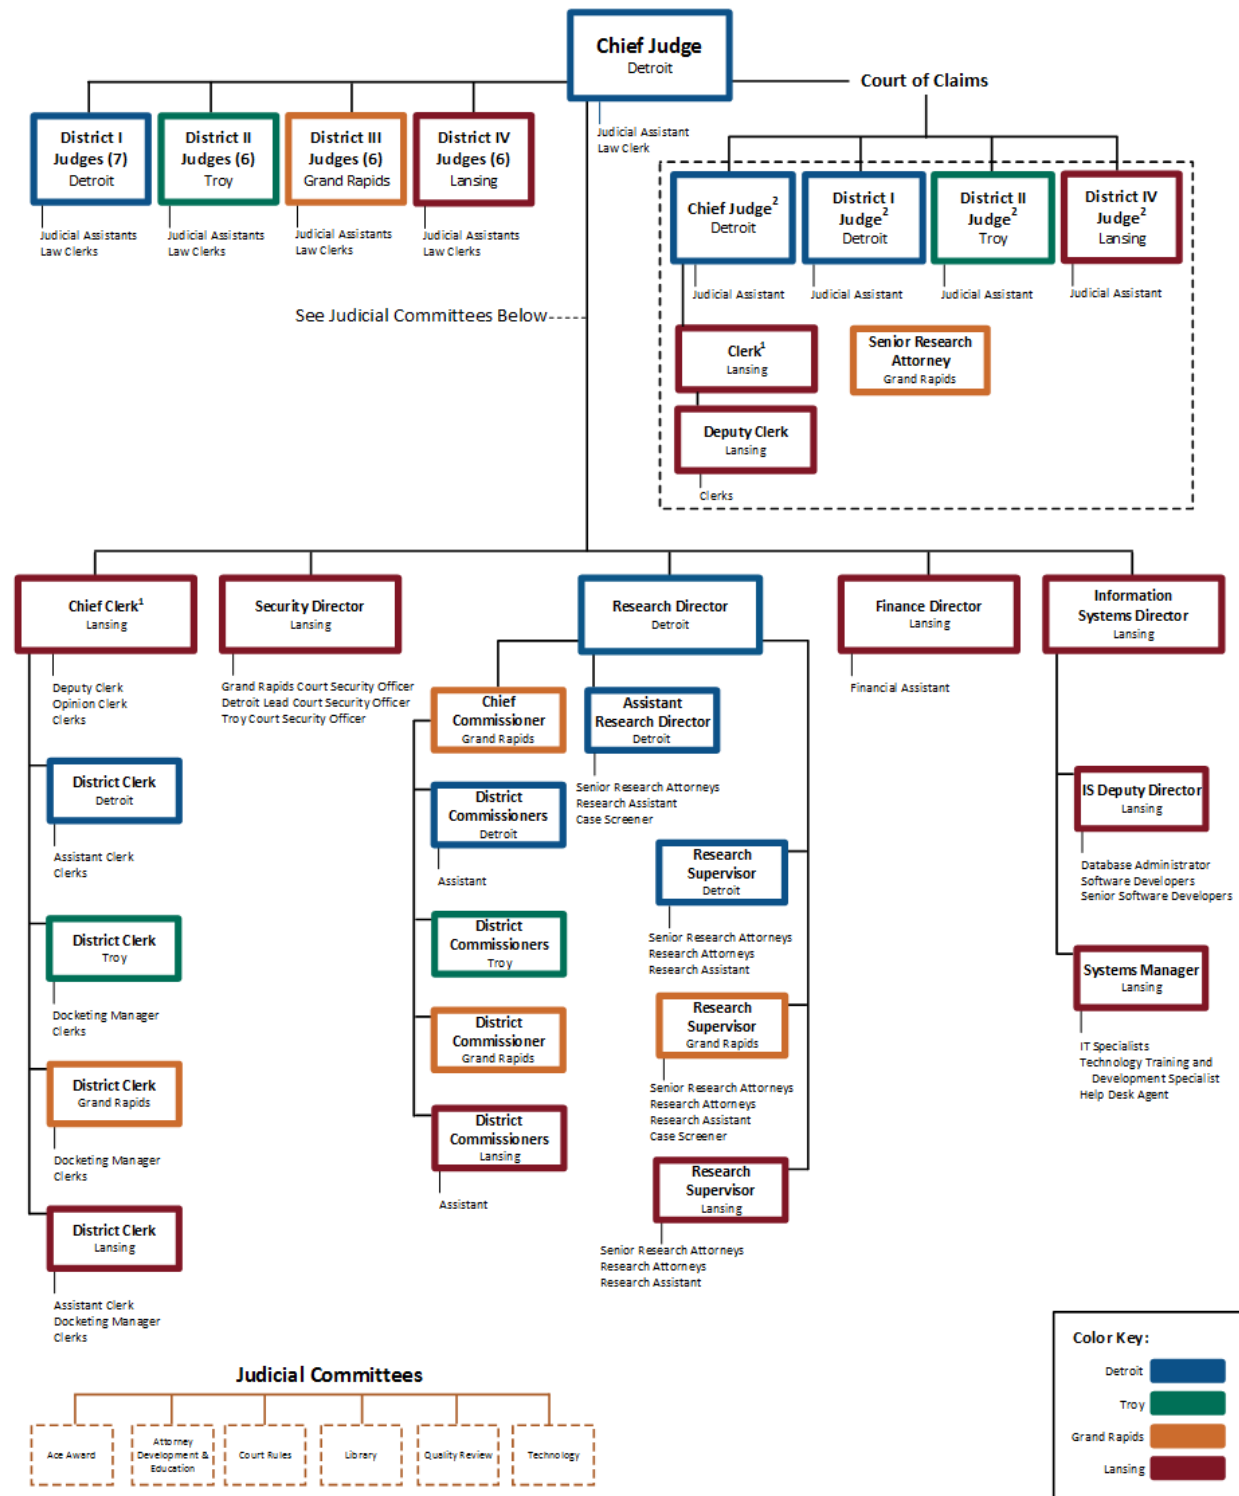 Chief Judge
Detroit
Court of Claims
Judicial Assistant
Law Clerk
District I
Judges (7)
Detroit
District II
Judges (6)
Troy
District III
Judges (6)
Grand Rapids
District IV
Judges (6)
Lansing
Judicial Assistants
Law Clerks
Judicial Assistants
Law Clerks
Judicial Assistants
Law Clerks
Judicial Assistants
Law Clerks
Chief Judge²
Detroit
District I
Judge²
Detroit
District II
Judge²
Troy
District IV
Judge²
Lansing
Judicial Assistant
Judicial Assistant
Judicial Assistant
Judicial Assistant
See Judicial Committees Below
Clerk¹
Lansing
Senior Research
Attorney
Grand Rapids
Deputy Clerk
Lansing
Clerks
Chief Clerk¹
Lansing
Security Director
Lansing
Research Director
Detroit
Finance Director
Lansing
Information
Systems Director
Lansing
Deputy Clerk
Opinion Clerk
Clerks
Grand Rapids Court Security Officer
Detroit Lead Court Security Officer
Troy Court Security Officer
Financial Assistant
Chief
Commissioner
Grand Rapids
Assistant
Research Director
Detroit
Senior Research Attorneys
Research Assistant
Case Screener
District Clerk
Detroit
Assistant Clerk
Clerks
District Clerk
Troy
Docketing Manager
Clerks
District Clerk
Grand Rapids
Docketing Manager
Clerks
District Clerk
Lansing
Assistant Clerk
Docketing Manager
Clerks
District
Commissioners
Detroit
Assistant
District
Commissioners
Troy
District
Commissioner
Grand Rapids
District
Commissioners
Lansing
Assistant
Research
Supervisor
Detroit
Senior Research Attorneys
Research Attorneys
Research Assistant
Research
Supervisor
Grand Rapids
Senior Research Attorneys
Research Attorneys
Research Assistant
Case Screener
Research
Supervisor
Lansing
Senior Research Attorneys
Research Attorneys
Research Assistant
IS Deputy Director
Lansing
Database Administrator
Software Developers
Senior Software Developers
Systems Manager
Lansing
IT Specialists
Technology Training and
Development Specialist
Help Desk Agent
Judicial Committees
Ace Award
Attorney
Development &
Education
Court Rules
Library
Quality Review
Technology
Color Key:
Detroit
Troy
Grand Rapids
Lansing